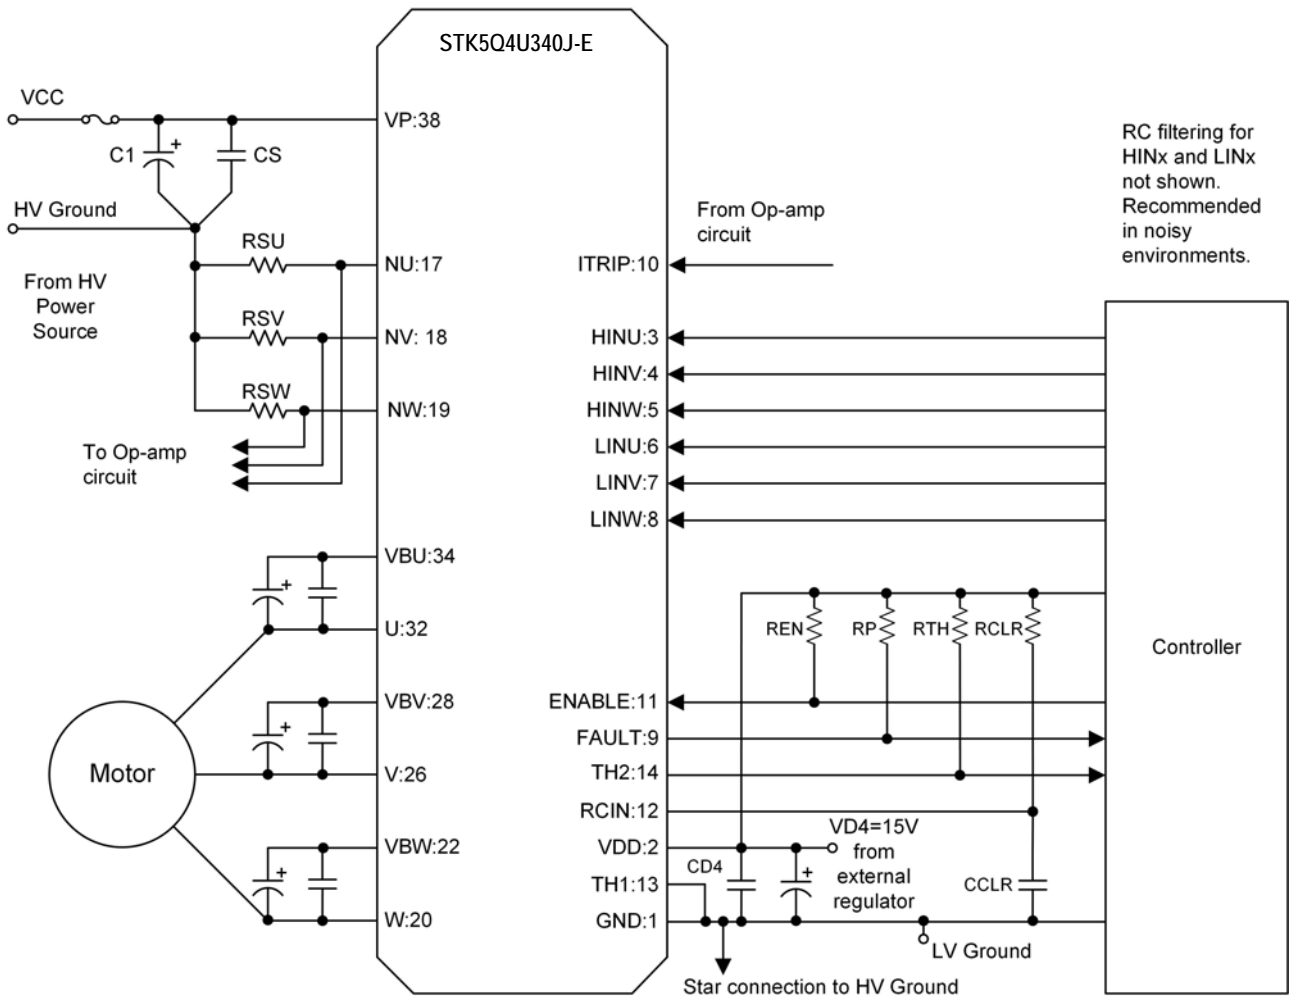 STK5Q4U340J-E
VCC
VP:38
C1
+
CS
HV Ground
From HV
Power
Source
RSU
NU:17
RSV
NV: 18
RSW
NW:19
To Op-amp
circuit
From Op-amp
circuit
ITRIP:10
HINU:3
HINV:4
HINW:5
LINU:6
LINV:7
LINW:8
RC filtering for
HINx and LINx
not shown.
Recommended
in noisy
environments.
VBU:34
+
U:32
VBV:28
+
V:26
VBW:22
+
W:20
Motor
REN
RP
RTH
RCLR
Controller
ENABLE:11
FAULT:9
TH2:14
RCIN:12
VDD:2
TH1:13
GND:1
CD4
+
VD4=15V
from
external
regulator
CCLR
LV Ground
Star connection to HV Ground